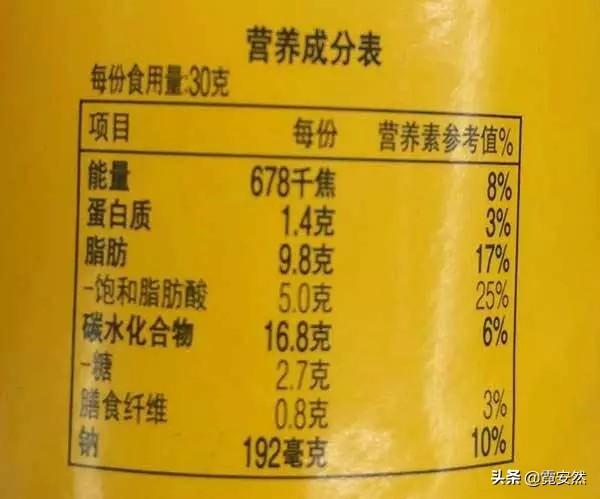 营养成分表
每份食用量:30克
项目 每份 营养素参考值%
能量 678千焦 8%
蛋白质 1.4克 3%
脂肪 9.8克 17%
-饱和脂肪酸 5.0克 25%
碳水化合物 16.8克 6%
-糖 2.7克
膳食纤维 0.8克 3%
钠 192毫克 10%
头条 @霓安然